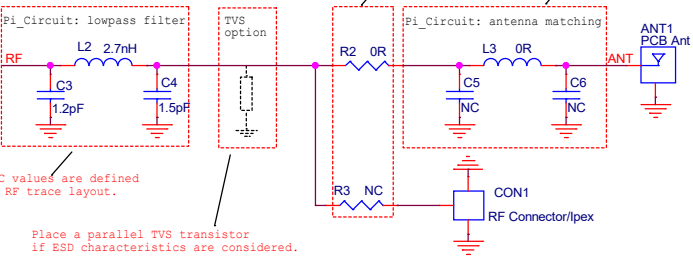 Pi_Circuit: lowpass filter
TVS
option
Pi_Circuit: antenna matching
ANT1
PCB Ant
RF
L2 2.7nH
R2 0R
L3 0R
ANT
C3
1.2pF
C4
1.5pF
C5
NC
C6
NC
C values are defined
RF trace layout.
R3 NC
CON1
RF Connector/Ipex
Place a parallel TVS transistor
if ESD characteristics are considered.